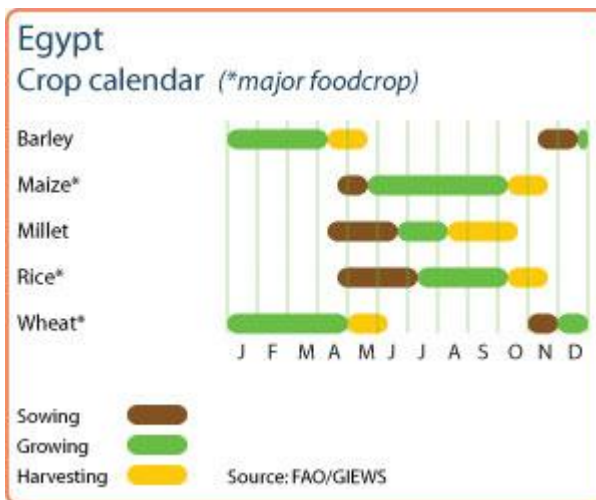 Egypt
Crop calendar (*major foodcrop)
Barley
Maize*
Millet
Rice*
Wheat*
J F M A M J J A S O N D
Sowing
Growing
Harvesting Source: FAO/GIEWS